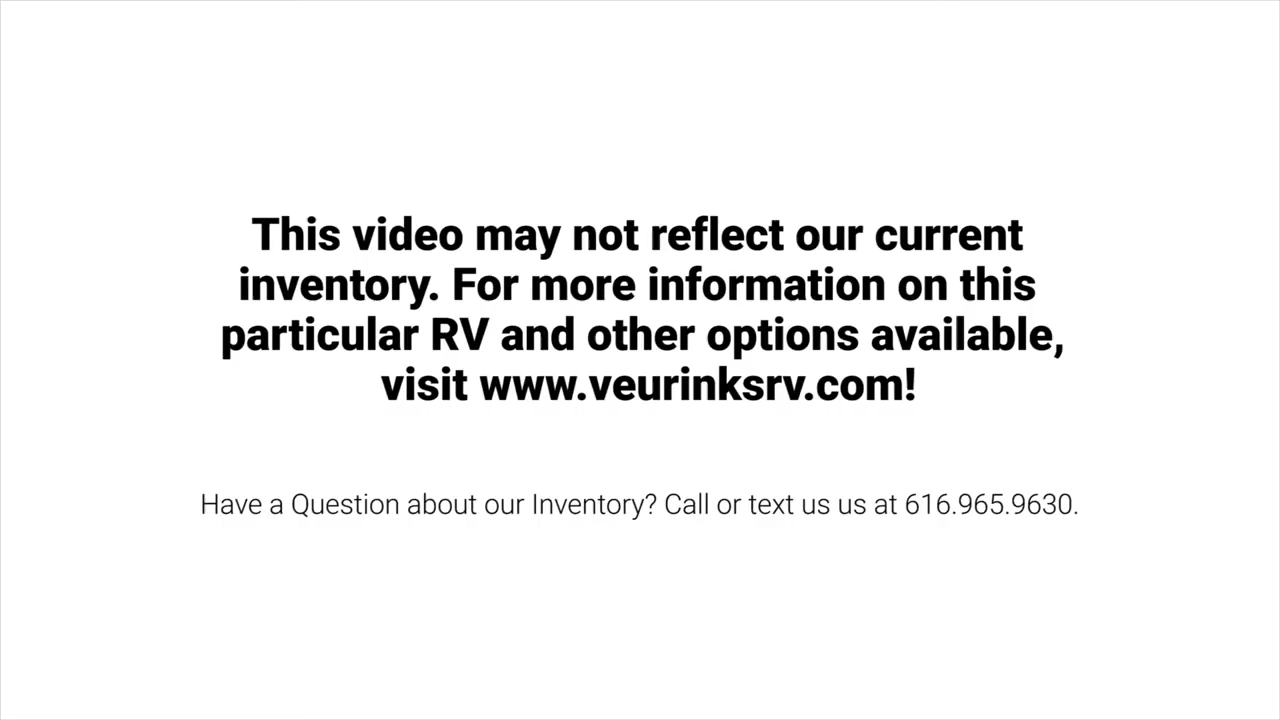 This video may not reflect our current
inventory. For more information on this
particular RV and other options available,
visit www.veurinksrv.com!
Have a Question about our Inventory? Call or text us us at 616.965.9630.